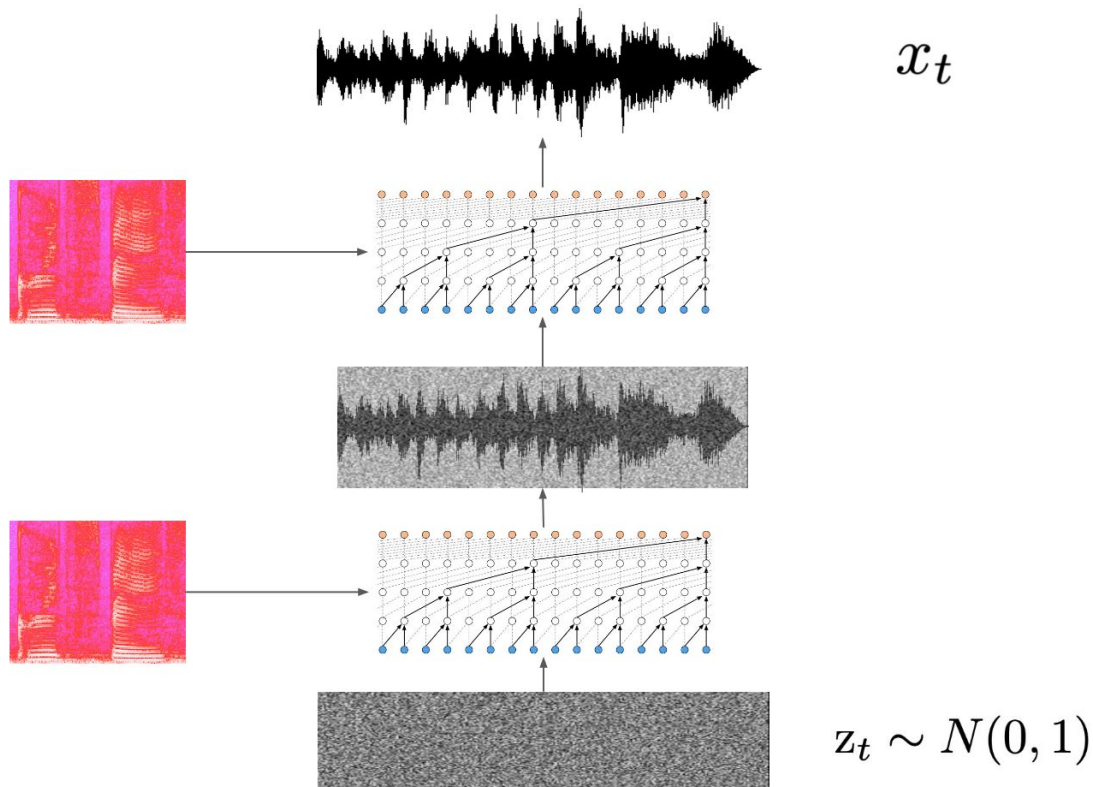 x_t
z_t ∼ N(0, 1)